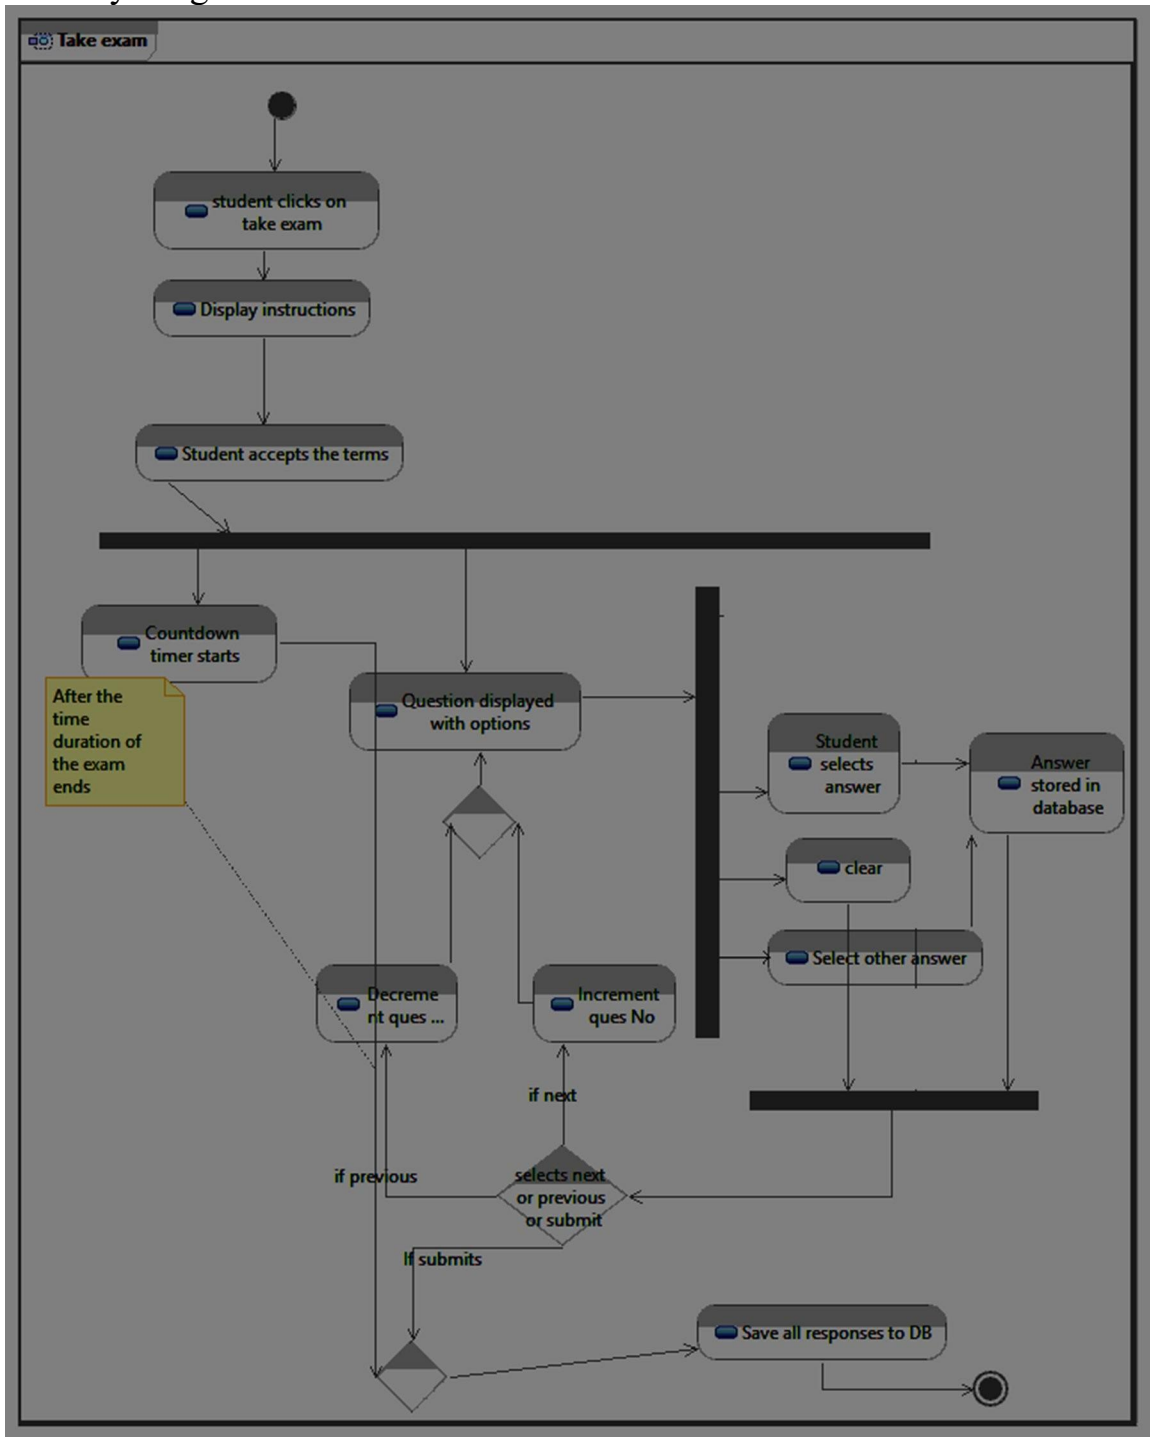 Take exam
student clicks on
take exam
Display instructions
Student accepts the terms
Countdown
timer starts
After the
time
duration of
the exam
ends
Question displayed
with options
Student
selects
answer
Answer
stored in
database
clear
Select other answer
Decreme
nt ques ...
Increment
ques No
if next
if previous
selects next
or previous
or submit
If submits
Save all responses to DB